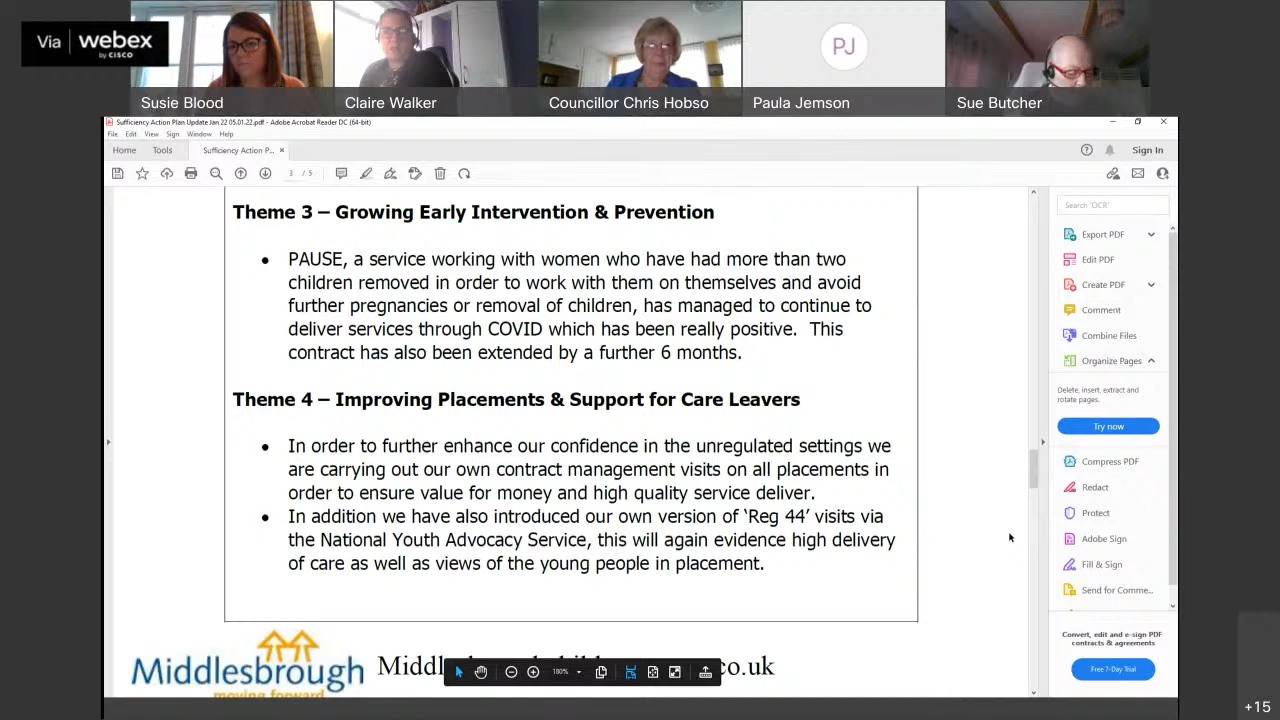 Via webex
by CISCO
Susie Blood
Claire Walker
Councillor Chris Hobso
PJ
Paula Jemson
Sue Butcher
Sufficiency Action Plan Update Jan 22 05.01.22.pdf - Adobe Acrobat Reader DC (64-bit)
File Edit View Sign Window Help
Home Tools Sufficiency Action P... × Sign In
3 / 5
Search 'OCR'
Theme 3 – Growing Early Intervention & Prevention
PAUSE, a service working with women who have had more than two
children removed in order to work with them on themselves and avoid
further pregnancies or removal of children, has managed to continue to
deliver services through COVID which has been really positive. This
contract has also been extended by a further 6 months.
Theme 4 – Improving Placements & Support for Care Leavers
In order to further enhance our confidence in the unregulated settings we
are carrying out our own contract management visits on all placements in
order to ensure value for money and high quality service deliver.
In addition we have also introduced our own version of ‘Reg 44’ visits via
the National Youth Advocacy Service, this will again evidence high delivery
of care as well as views of the young people in placement.
Export PDF
Edit PDF
Create PDF
Comment
Combine Files
Organize Pages
Delete, insert, extract and
rotate pages.
Try now
Compress PDF
Redact
Protect
Adobe Sign
Fill & Sign
Send for Comme...
Convert, edit and e-sign PDF
contracts & agreements
Free 7-Day Trial
Middlesbrough
moving forward
co.uk
180%
+15